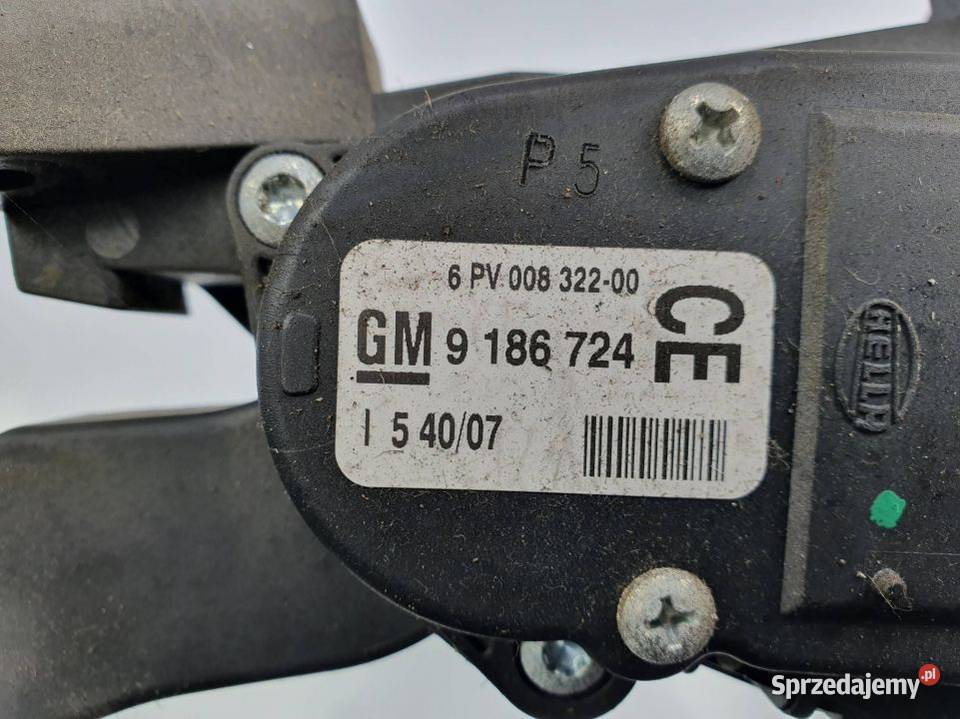 P 5
6 PV 008 322-00
GM 9 186 724 CE
I 5 40/07
HELLA
Sprzedajemy.pl